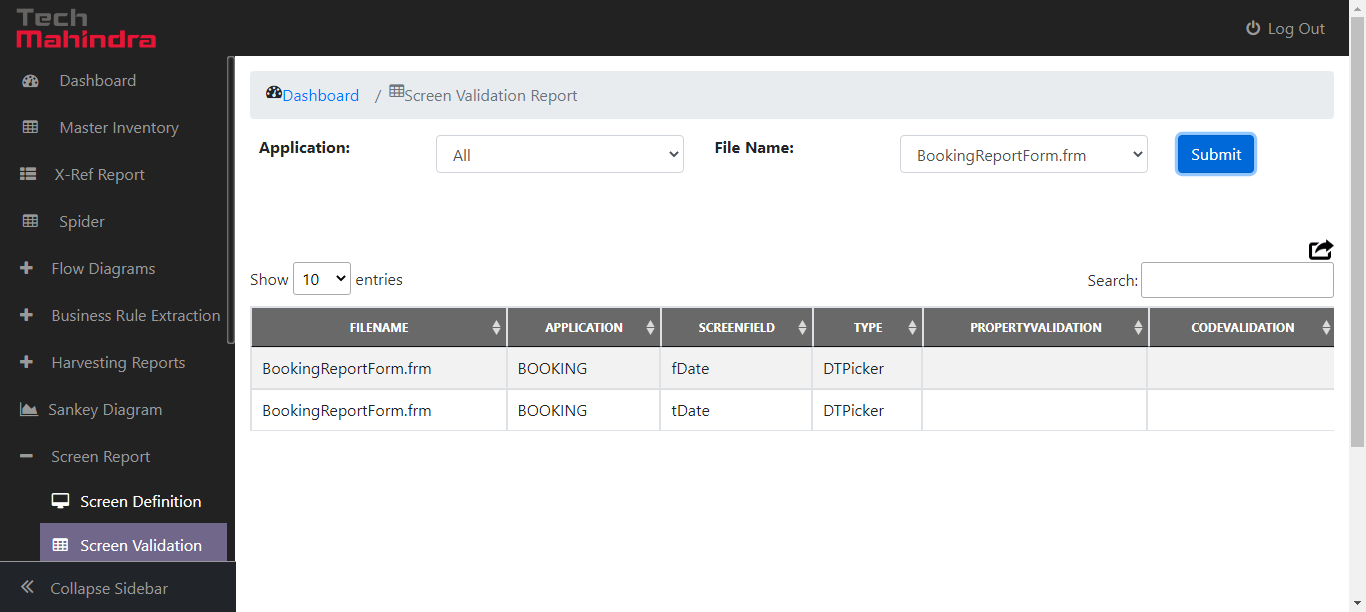 Tech
Mahindra
Log Out
Dashboard
Master Inventory
X-Ref Report
Spider
Flow Diagrams
Business Rule Extraction
Harvesting Reports
Sankey Diagram
Screen Report
Screen Definition
Screen Validation
Collapse Sidebar
Dashboard / Screen Validation Report
Application: All File Name: BookingReportForm.frm Submit
Show 10 entries Search:
FILENAME APPLICATION SCREENFIELD TYPE PROPERTYVALIDATION CODEVALIDATION
BookingReportForm.frm BOOKING fDate DTPicker
BookingReportForm.frm BOOKING tDate DTPicker